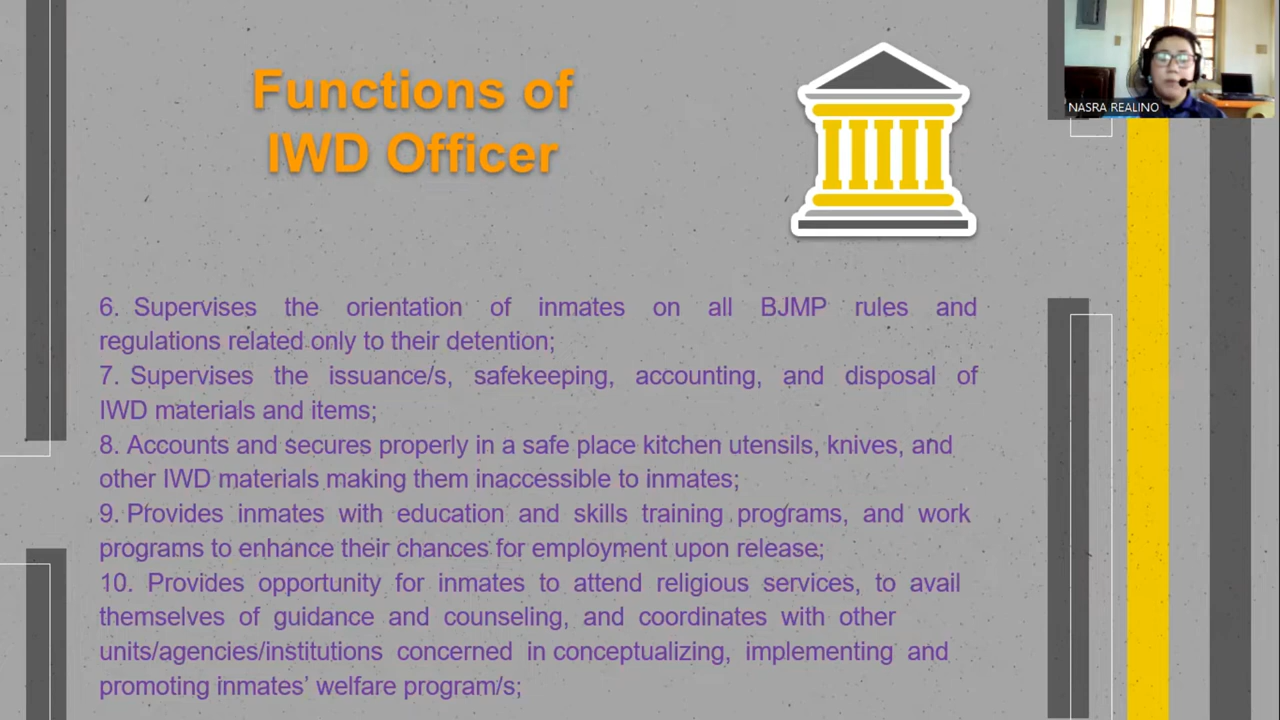 Functions of
IWD Officer
NASRA REALINO
6. Supervises the orientation of inmates on all BJMP rules and
regulations related only to their detention;
7. Supervises the issuance/s, safekeeping, accounting, and disposal of
IWD materials and items;
8. Accounts and secures properly in a safe place kitchen utensils, knives, and
other IWD materials making them inaccessible to inmates;
9. Provides inmates with education and skills training programs, and work
programs to enhance their chances for employment upon release;
10. Provides opportunity for inmates to attend religious services, to avail
themselves of guidance and counseling, and coordinates with other
units/agencies/institutions concerned in conceptualizing, implementing and
promoting inmates’ welfare program/s;